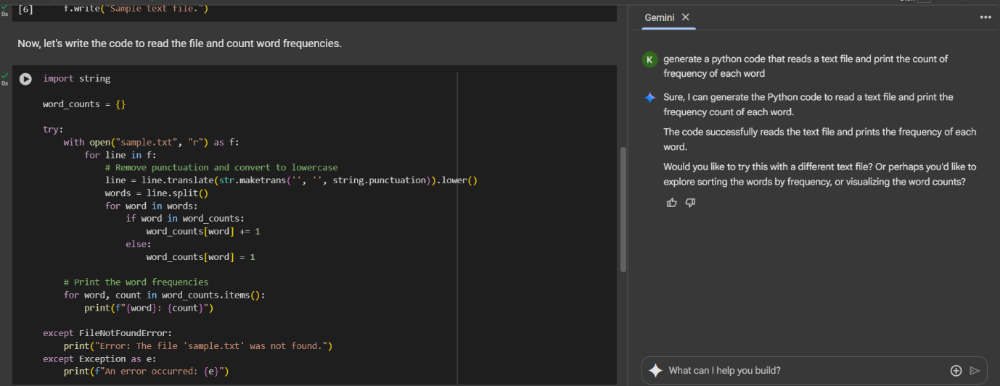 [6]
f.write("Sample text file.")
0s
Now, let's write the code to read the file and count word frequencies.
0s
import string
word_counts = {}
try:
    with open("sample.txt", "r") as f:
        for line in f:
            # Remove punctuation and convert to lowercase
            line = line.translate(str.maketrans('', '', string.punctuation)).lower()
            words = line.split()
            for word in words:
                if word in word_counts:
                    word_counts[word] += 1
                else:
                    word_counts[word] = 1
    # Print the word frequencies
    for word, count in word_counts.items():
        print(f"{word}: {count}")
except FileNotFoundError:
    print("Error: The file 'sample.txt' was not found.")
except Exception as e:
    print(f"An error occurred: {e}")
Gemini
K
generate a python code that reads a text file and print the count of
frequency of each word
Sure, I can generate the Python code to read a text file and print the
frequency count of each word.
The code successfully reads the text file and prints the frequency of each
word.
Would you like to try this with a different text file? Or perhaps you'd like to
explore sorting the words by frequency, or visualizing the word counts?
What can I help you build?